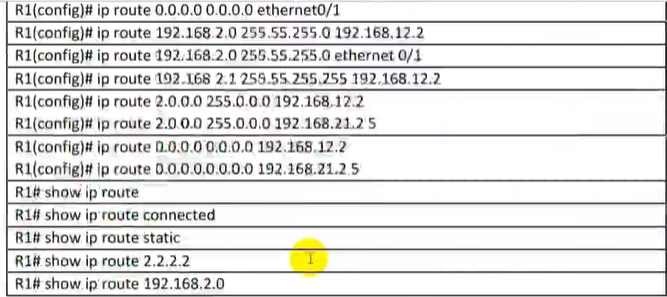 R1(config)# ip route 0.0.0.0 0.0.0.0 ethernet0/1
R1(config)# ip route 192.168.2.0 255.55.255.0 192.168.12.2
R1(config)# ip route 192.168.2.0 255.55.255.0 ethernet 0/1
R1(config)# ip route 192.168 2.1 255.55.255.255 192.168.12.2
R1(config)# ip route 2.0.0.0 255.0.0.0 192.168.12.2
R1(config)# ip route 2.0.0.0 255.0.0.0 192.168.21.2 5
R1(config)# ip route 0.0.0.0 0.0.0.0 192.168.12.2
R1(config)# ip route 0.0.0.0.0.0.0.0 192.168.21.2 5
R1# show ip route
R1# show ip route connected
R1# show ip route static
R1# show ip route 2.2.2.2
R1# show ip route 192.168.2.0